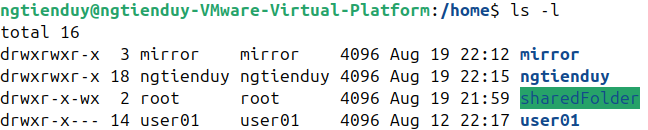 ngtienduy@ngtienduy-VMware-Virtual-Platform:/home$ ls -l
total 16
drwxrwxr-x  3 mirror    mirror    4096 Aug 19 22:12 mirror
drwxrwxr-x 18 ngtienduy ngtienduy 4096 Aug 19 22:15 ngtienduy
drwxr-x-wx  2 root      root      4096 Aug 19 21:59 sharedFolder
drwxr-x--- 14 user01    user01    4096 Aug 12 22:17 user01